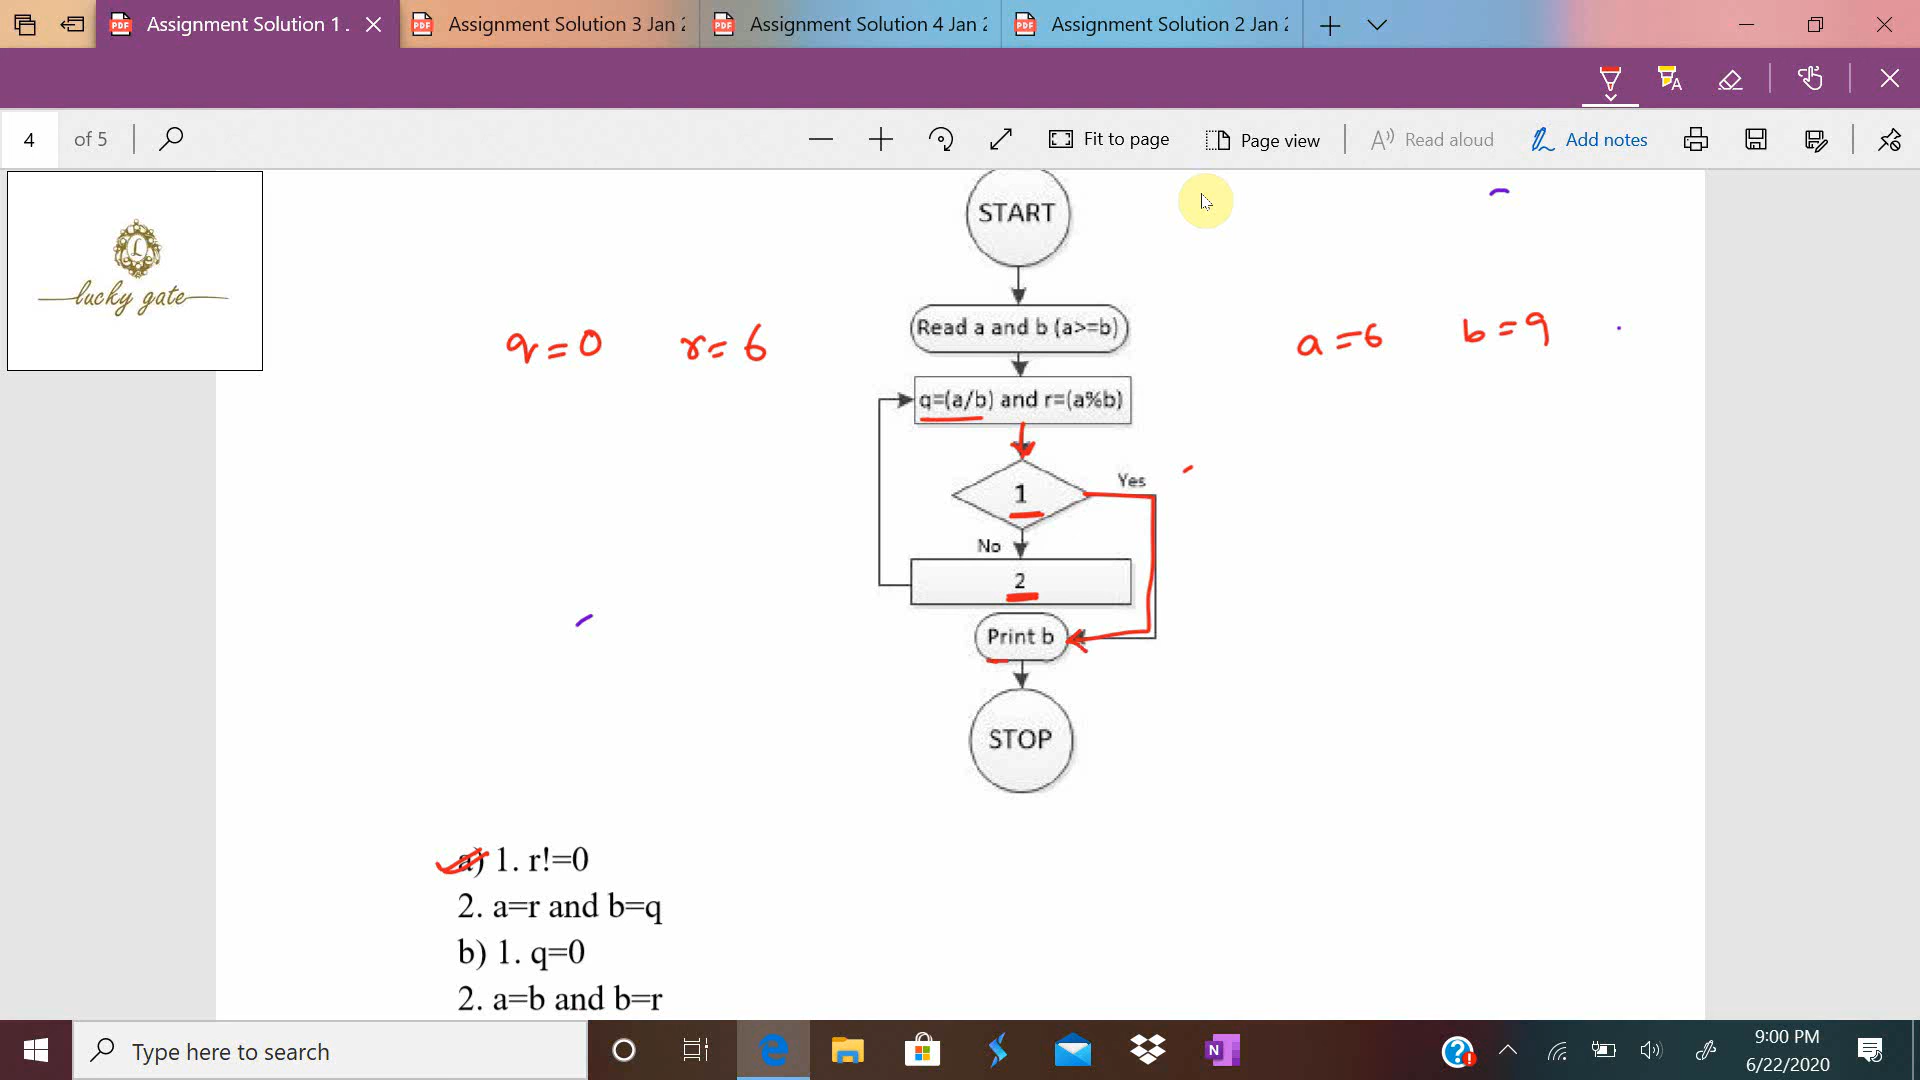 Assignment Solution 1 .
Assignment Solution 3 Jan 2
Assignment Solution 4 Jan 2
Assignment Solution 2 Jan 2
4 of 5
Fit to page
Page view
Read aloud
Add notes
L
lucky gate
START
Read a and b (a>=b)
q=0 r=6
a=6 b=9
q=(a/b) and r=(a%b)
1
Yes
No
2
Print b
STOP
a) 1. r!=0
2. a=r and b=q
b) 1. q=0
2. a=b and b=r
Type here to search
9:00 PM
6/22/2020